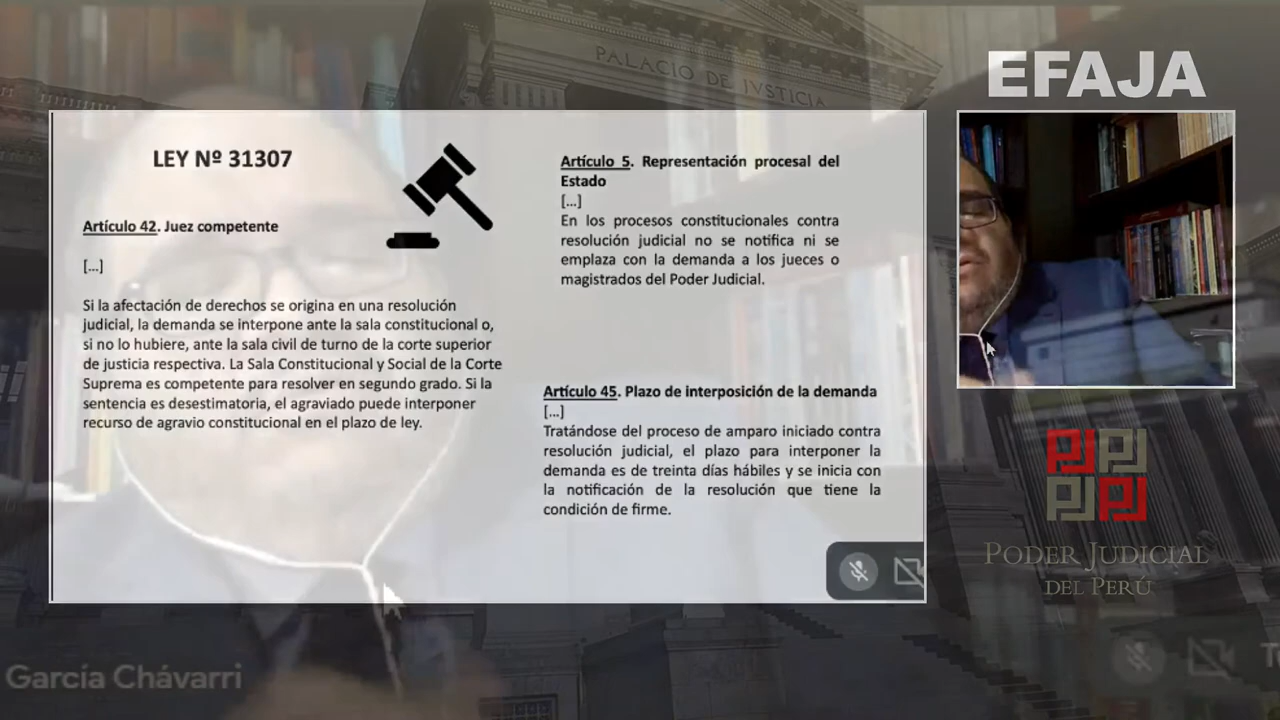 PALACIO DE JVSTICIA
EFAJA
LEY Nº 31307
Artículo 42. Juez competente
[...]
Si la afectación de derechos se origina en una resolución
judicial, la demanda se interpone ante la sala constitucional o,
si no lo hubiere, ante la sala civil de turno de la corte superior
de justicia respectiva. La Sala Constitucional y Social de la Corte
Suprema es competente para resolver en segundo grado. Si la
sentencia es desestimatoria, el agraviado puede interponer
recurso de agravio constitucional en el plazo de ley.
Artículo 5. Representación procesal del
Estado
[...]
En los procesos constitucionales contra
resolución judicial no se notifica ni se
emplaza con la demanda a los jueces o
magistrados del Poder Judicial.
Artículo 45. Plazo de interposición de la demanda
[...]
Tratándose del proceso de amparo iniciado contra
resolución judicial, el plazo para interponer la
demanda es de treinta días hábiles y se inicia con
la notificación de la resolución que tiene la
condición de firme.
PJ PJ
PJ PJ
PODER JUDICIAL
DEL PERÚ
García Chávarri